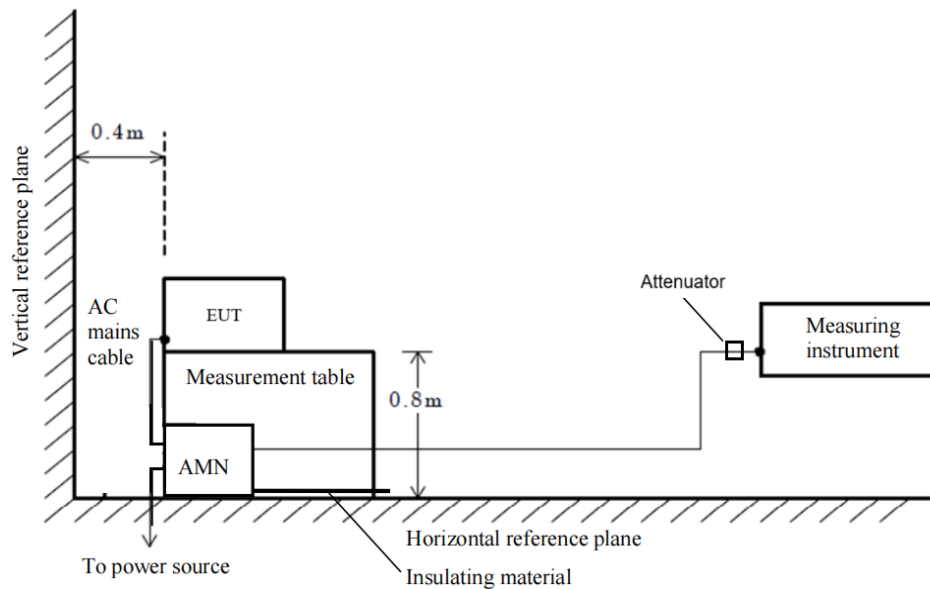 Vertical reference plane
0.4m
AC
mains
cable
EUT
Measurement table
0.8m
AMN
Attenuator
Measuring
instrument
To power source
Horizontal reference plane
Insulating material